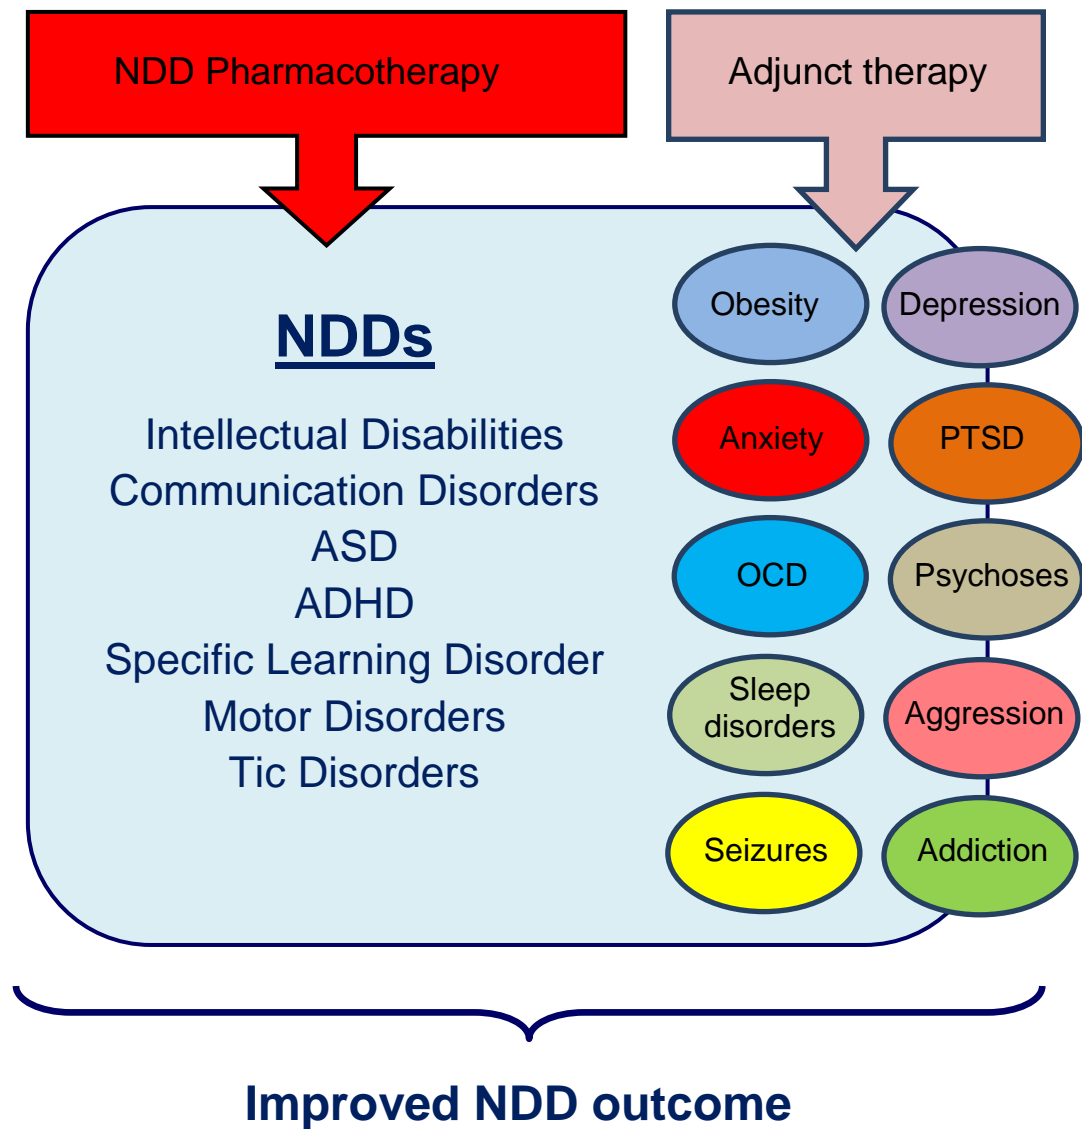 NDD Pharmacotherapy
Adjunct therapy
NDDs
Intellectual Disabilities
Communication Disorders
ASD
ADHD
Specific Learning Disorder
Motor Disorders
Tic Disorders
Obesity
Depression
Anxiety
PTSD
OCD
Psychoses
Sleep
disorders
Aggression
Seizures
Addiction
Improved NDD outcome